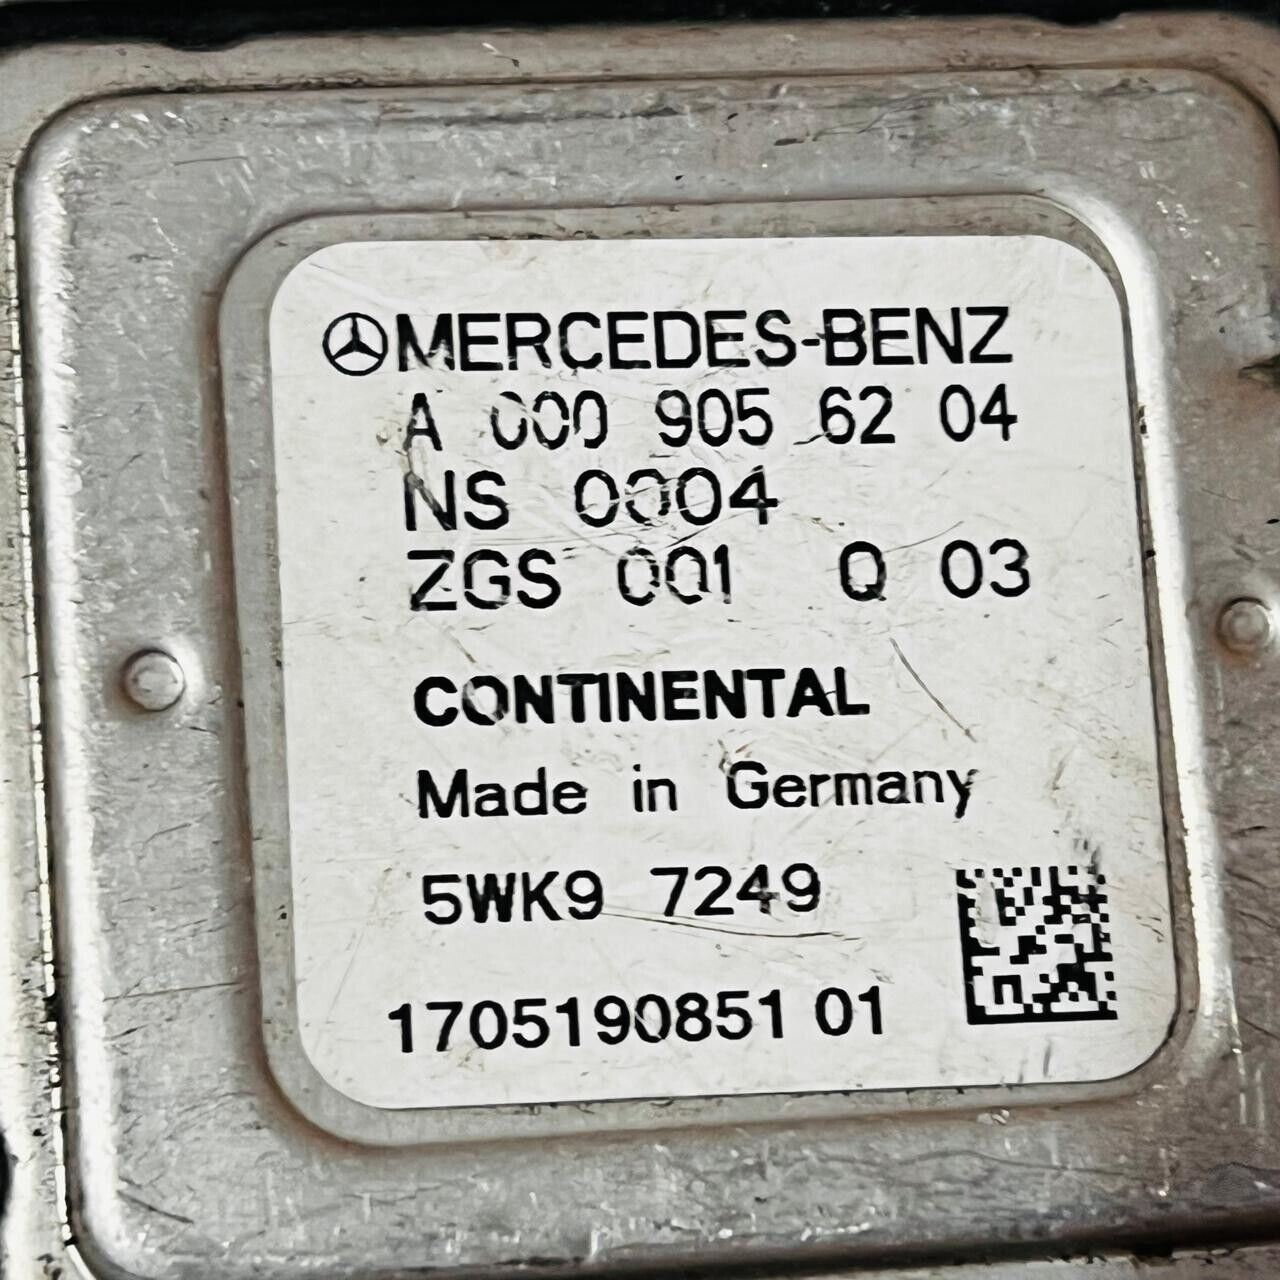 MERCEDES-BENZ
A 000 905 62 04
NS 0004
ZGS 001 Q 03
CONTINENTAL
Made in Germany
5WK9 7249
1705190851 01